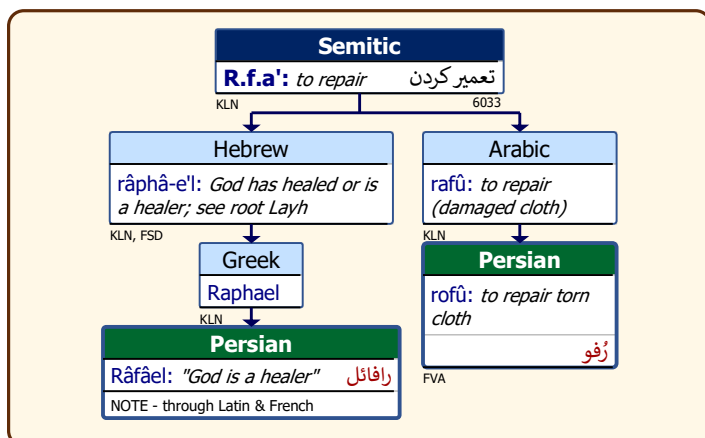 Semitic
R.f.a': to repair تعمیر کردن
KLN 6033
Hebrew
râphâ-e'l: God has healed or is
a healer; see root Layh
KLN, FSD
Arabic
rafû: to repair
(damaged cloth)
KLN
Greek
Raphael
KLN
Persian
rofû: to repair torn
cloth
رُفو
FVA
Persian
Râfâel: "God is a healer" رافائل
NOTE - through Latin & French